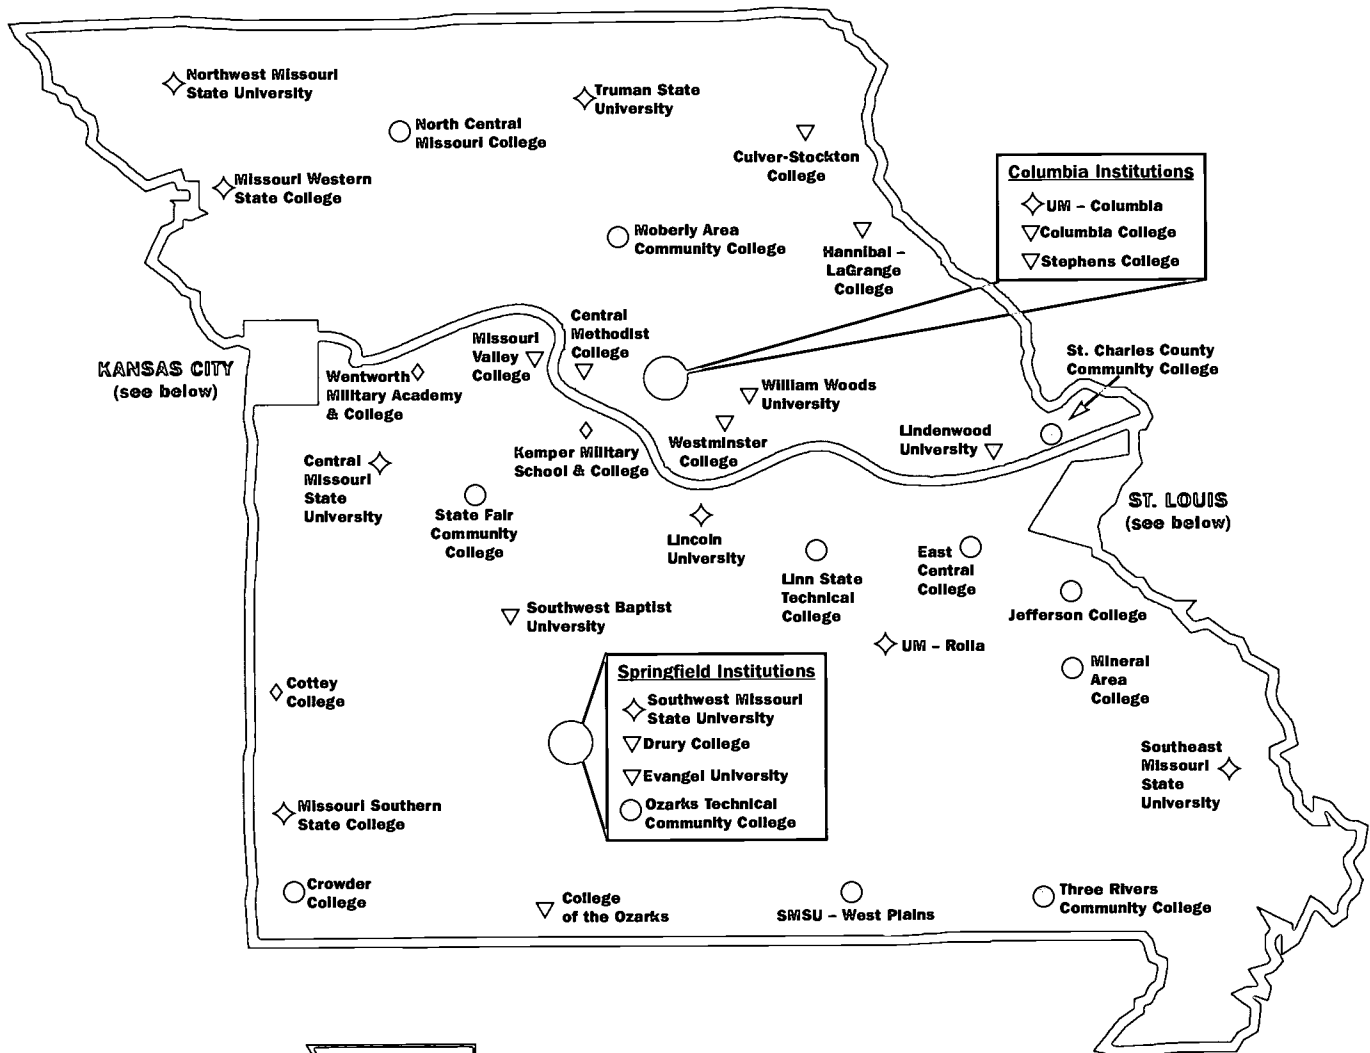 Northwest Missouri
State University
Truman State
University
North Central
Missouri College
Culver-Stockton
College
Missouri Western
State College
Columbia Institutions
UM – Columbia
Columbia College
Stephens College
Moberly Area
Community College
Hannibal –
LaGrange
College
Central
Methodist
College
Missouri
Valley
College
KANSAS CITY
(see below)
Wentworth
Military Academy
& College
St. Charles County
Community College
William Woods
University
Westminster
College
Lindenwood
University
Kemper Military
School & College
Central
Missouri
State
University
State Fair
Community
College
Lincoln
University
ST. LOUIS
(see below)
Linn State
Technical
College
East
Central
College
Jefferson College
Southwest Baptist
University
UM – Rolla
Mineral
Area
College
Cottey
College
Springfield Institutions
Southwest Missouri
State University
Drury College
Evangel University
Ozarks Technical
Community College
Southeast
Missouri
State
University
Missouri Southern
State College
Crowder
College
College
of the Ozarks
SMSU – West Plains
Three Rivers
Community College